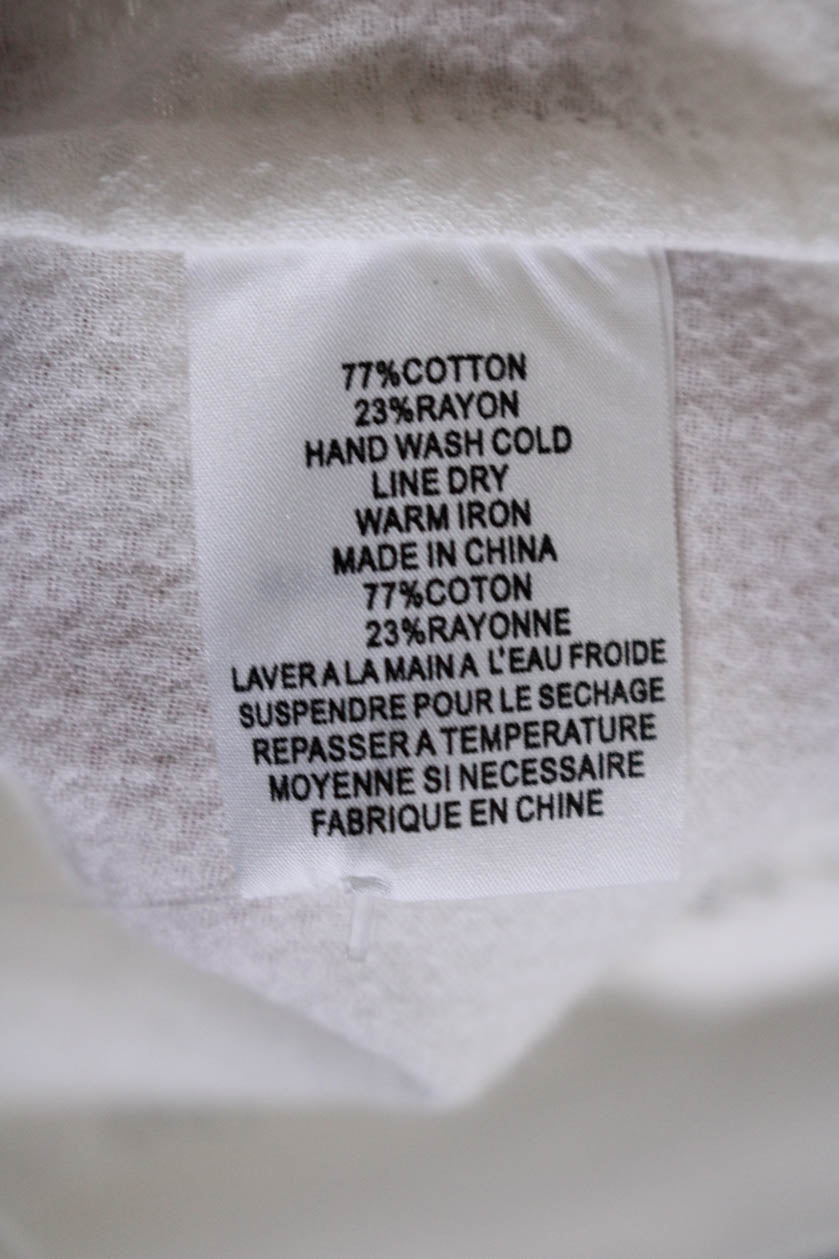 77%COTTON
23%RAYON
HAND WASH COLD
LINE DRY
WARM IRON
MADE IN CHINA
77%COTON
23%RAYONNE
LAVER A LA MAIN A L'EAU FROIDE
SUSPENDRE POUR LE SECHAGE
REPASSER A TEMPERATURE
MOYENNE SI NECESSAIRE
FABRIQUE EN CHINE